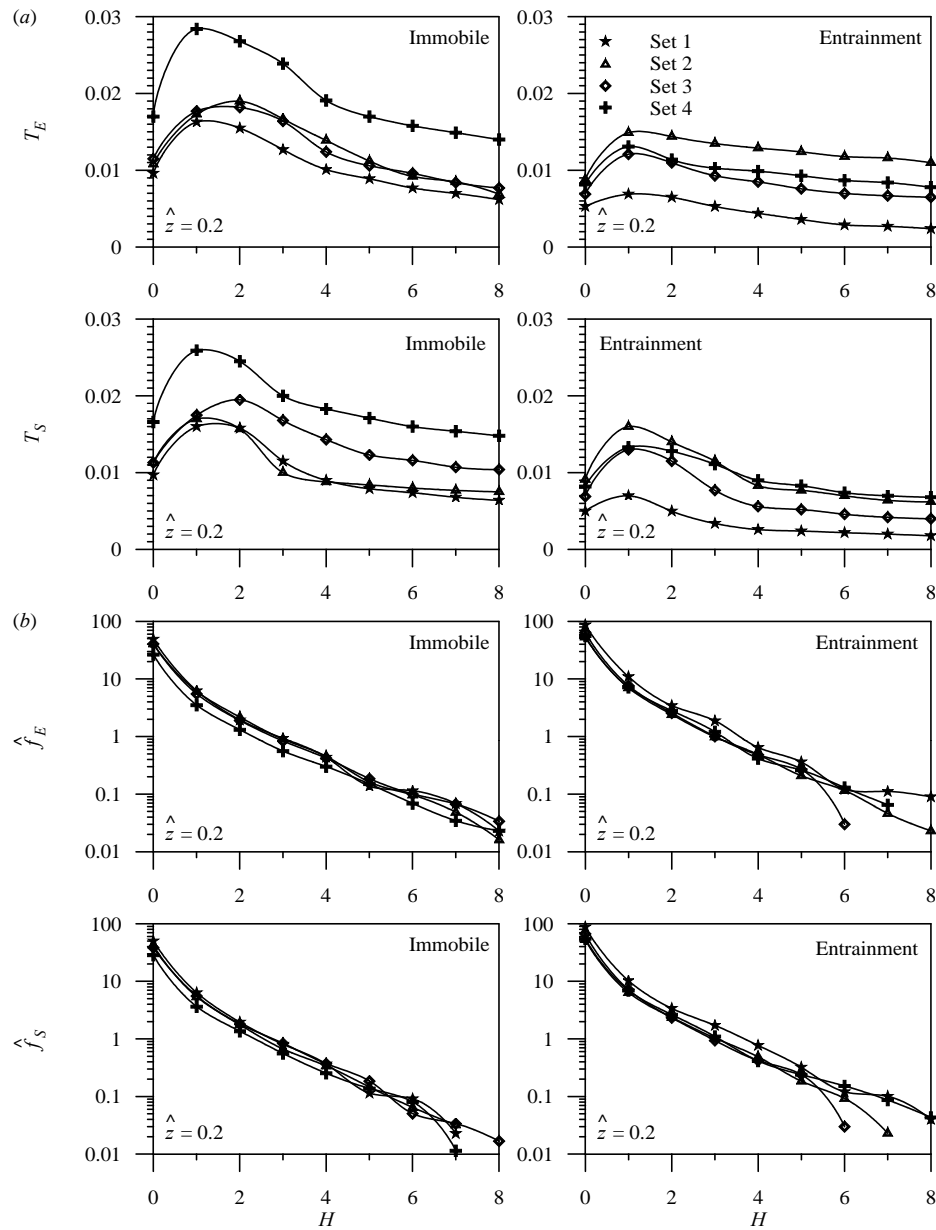 (a)
0.03
0.02
0.01
0
T_E
Immobile
ẑ = 0.2
0 2 4 6 8
0.03
0.02
0.01
0
Entrainment
Set 1
Set 2
Set 3
Set 4
ẑ = 0.2
0 2 4 6 8
0.03
0.02
0.01
0
T_S
Immobile
ẑ = 0.2
0 2 4 6 8
0.03
0.02
0.01
0
Entrainment
ẑ = 0.2
0 2 4 6 8
(b)
100
10
1
0.1
0.01
f̂_E
Immobile
ẑ = 0.2
0 2 4 6 8
100
10
1
0.1
0.01
Entrainment
ẑ = 0.2
0 2 4 6 8
100
10
1
0.1
0.01
f̂_S
Immobile
ẑ = 0.2
0 2 4 6 8
H
100
10
1
0.1
0.01
Entrainment
ẑ = 0.2
0 2 4 6 8
H